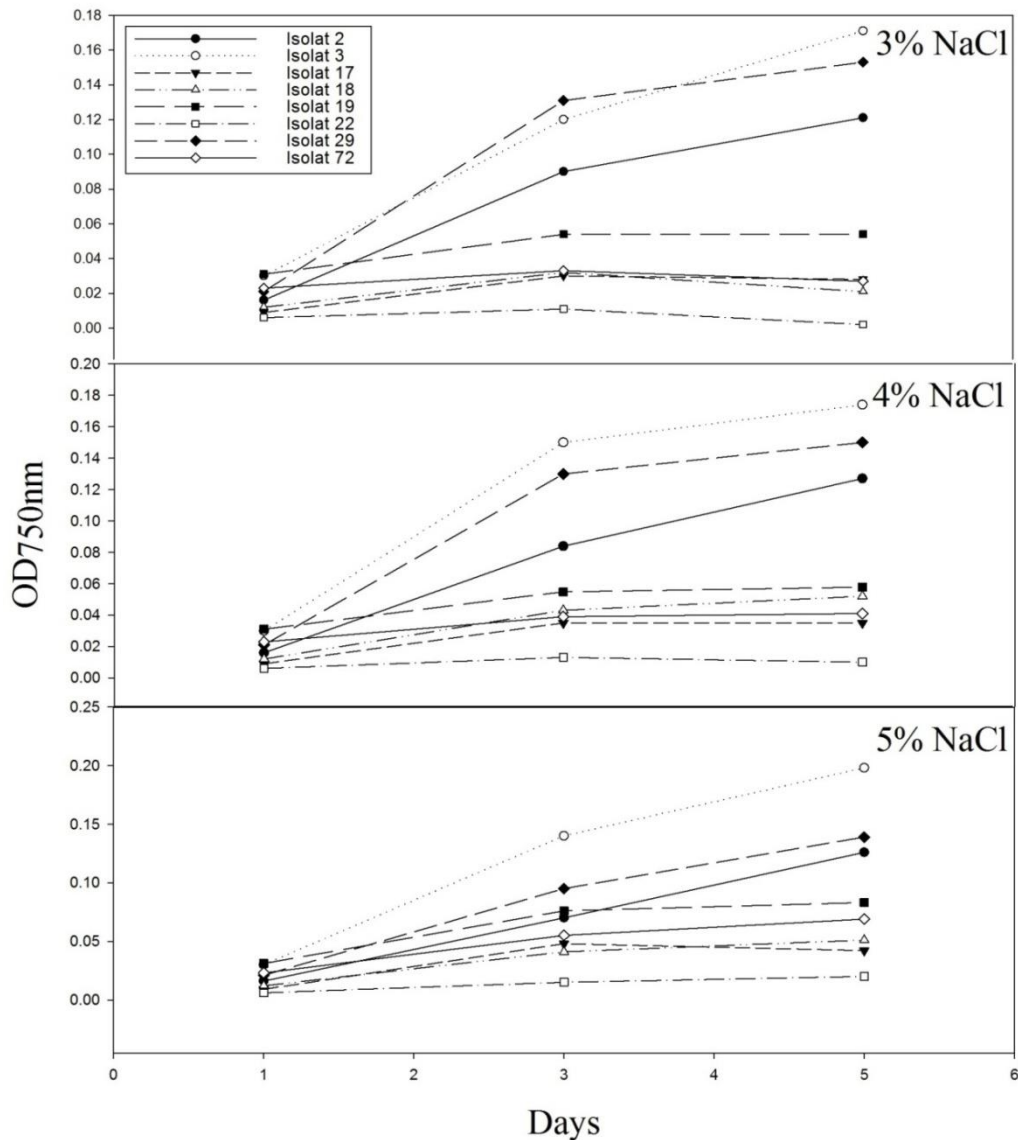 0.18
3% NaCl
Isolat 2
Isolat 3
Isolat 17
Isolat 18
Isolat 19
Isolat 22
Isolat 29
Isolat 72
0.16
0.14
0.12
0.10
0.08
0.06
0.04
0.02
0.00
0.20
4% NaCl
0.18
0.16
0.14
0.12
0.10
0.08
0.06
0.04
0.02
0.00
OD750nm
0.25
5% NaCl
0.20
0.15
0.10
0.05
0.00
0 1 2 3 4 5 6
Days